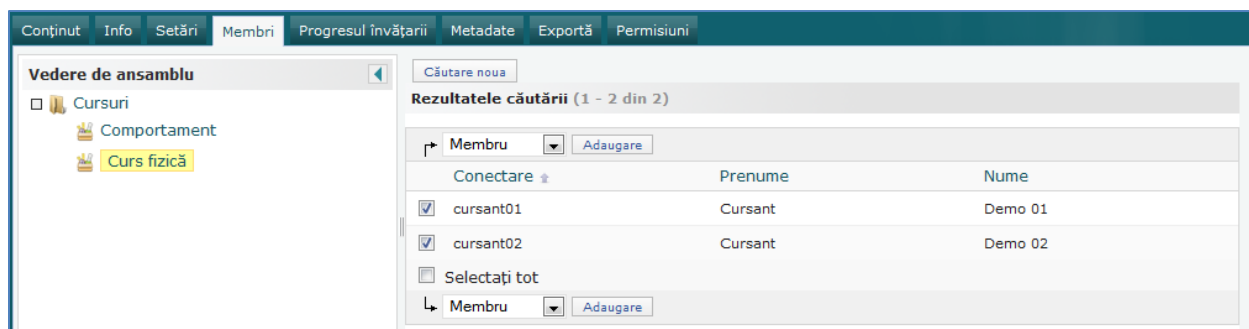 Conținut Info Setări Membri Progresul învățarii Metadate Exportă Permisiuni
Vedere de ansamblu
Cursuri
Comportament
Curs fizică
Căutare noua
Rezultatele căutării (1 - 2 din 2)
Membru Adaugare
Conectare Prenume Nume
cursant01 Cursant Demo 01
cursant02 Cursant Demo 02
Selectați tot
Membru Adaugare